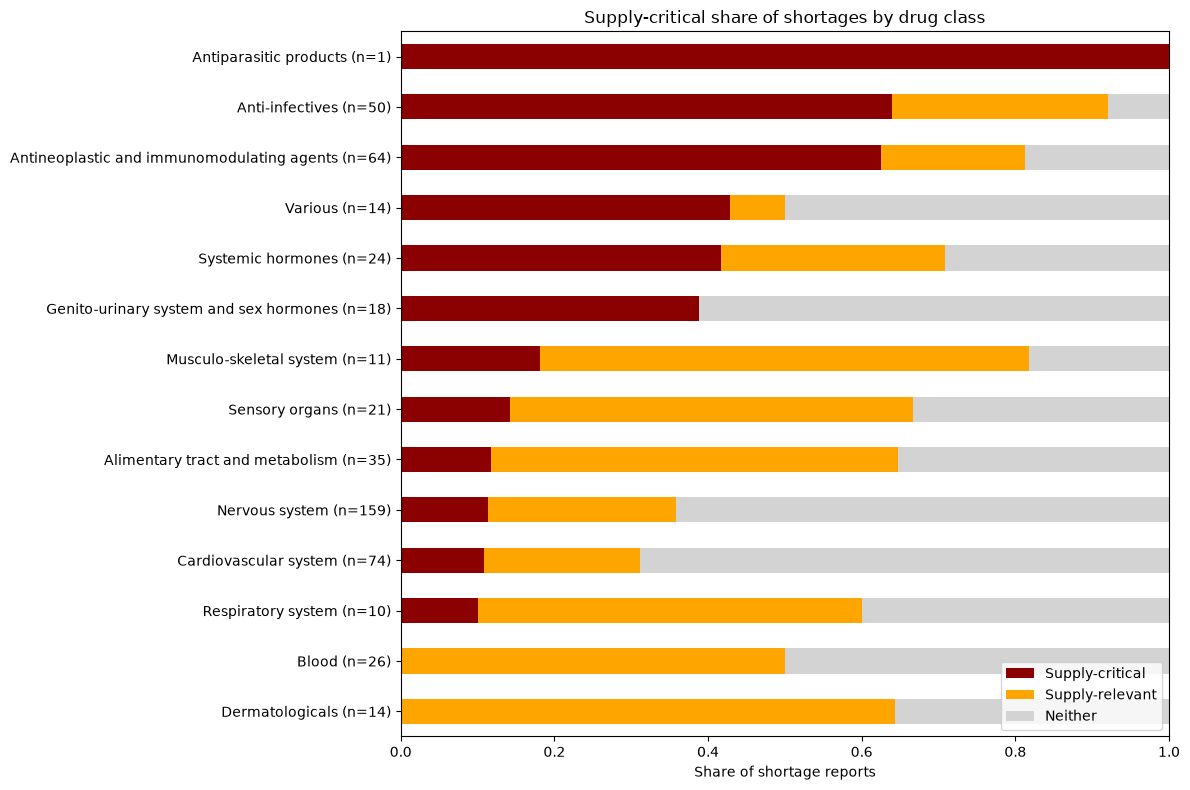 Supply-critical share of shortages by drug class
Antiparasitic products (n=1)
Anti-infectives (n=50)
Antineoplastic and immunomodulating agents (n=64)
Various (n=14)
Systemic hormones (n=24)
Genito-urinary system and sex hormones (n=18)
Musculo-skeletal system (n=11)
Sensory organs (n=21)
Alimentary tract and metabolism (n=35)
Nervous system (n=159)
Cardiovascular system (n=74)
Respiratory system (n=10)
Blood (n=26)
Dermatologicals (n=14)
Supply-critical
Supply-relevant
Neither
0.0 0.2 0.4 0.6 0.8 1.0
Share of shortage reports